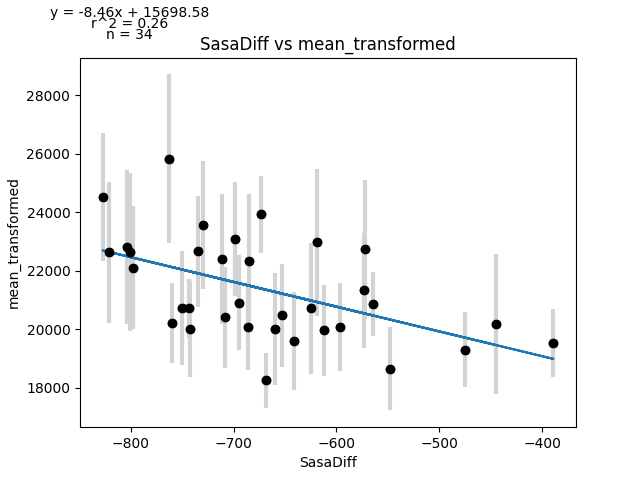 y = -8.46x + 15698.58
r^2 = 0.26
n = 34
SasaDiff vs mean_transformed
28000
26000
24000
22000
20000
18000
mean_transformed
−800
−700
−600
−500
−400
SasaDiff